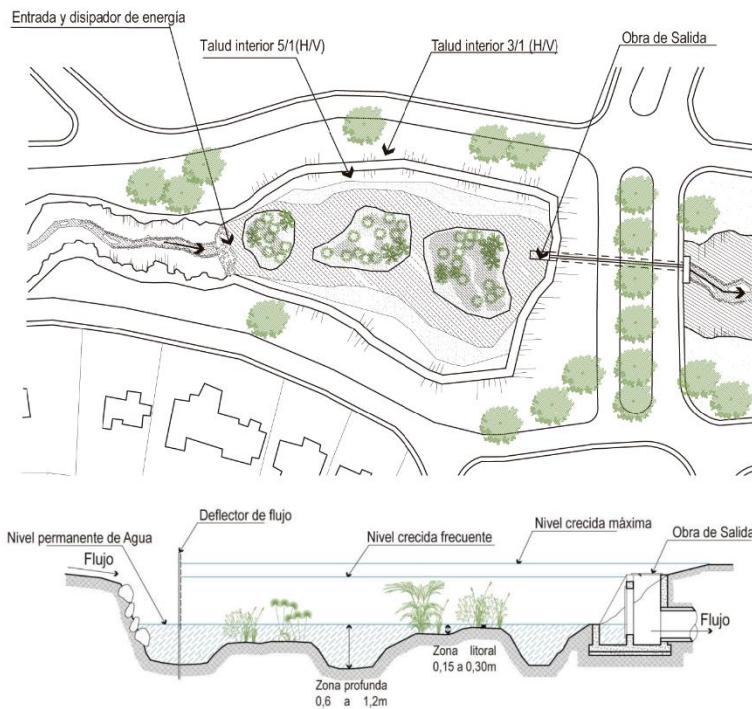 Entrada y disipador de energía
Talud interior 5/1(H/V)
Talud interior 3/1 (H/V)
Obra de Salida
Deflector de flujo
Nivel permanente de Agua
Nivel crecida frecuente
Nivel crecida máxima
Obra de Salida
Flujo
Flujo
Zona litoral
0,15 a 0,30m
Zona profunda
0,6 a 1,2m